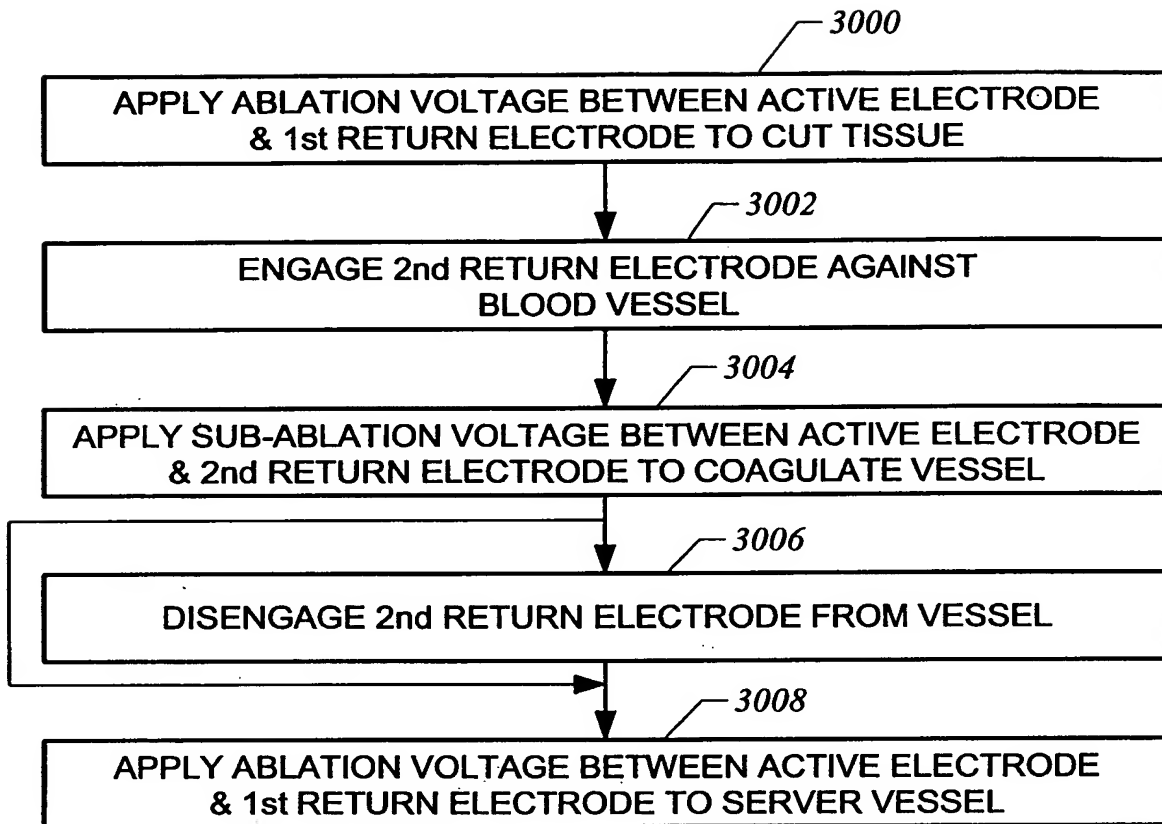 3000
APPLY ABLATION VOLTAGE BETWEEN ACTIVE ELECTRODE
& 1st RETURN ELECTRODE TO CUT TISSUE
3002
ENGAGE 2nd RETURN ELECTRODE AGAINST
BLOOD VESSEL
3004
APPLY SUB-ABLATION VOLTAGE BETWEEN ACTIVE ELECTRODE
& 2nd RETURN ELECTRODE TO COAGULATE VESSEL
3006
DISENGAGE 2nd RETURN ELECTRODE FROM VESSEL
3008
APPLY ABLATION VOLTAGE BETWEEN ACTIVE ELECTRODE
& 1st RETURN ELECTRODE TO SERVER VESSEL